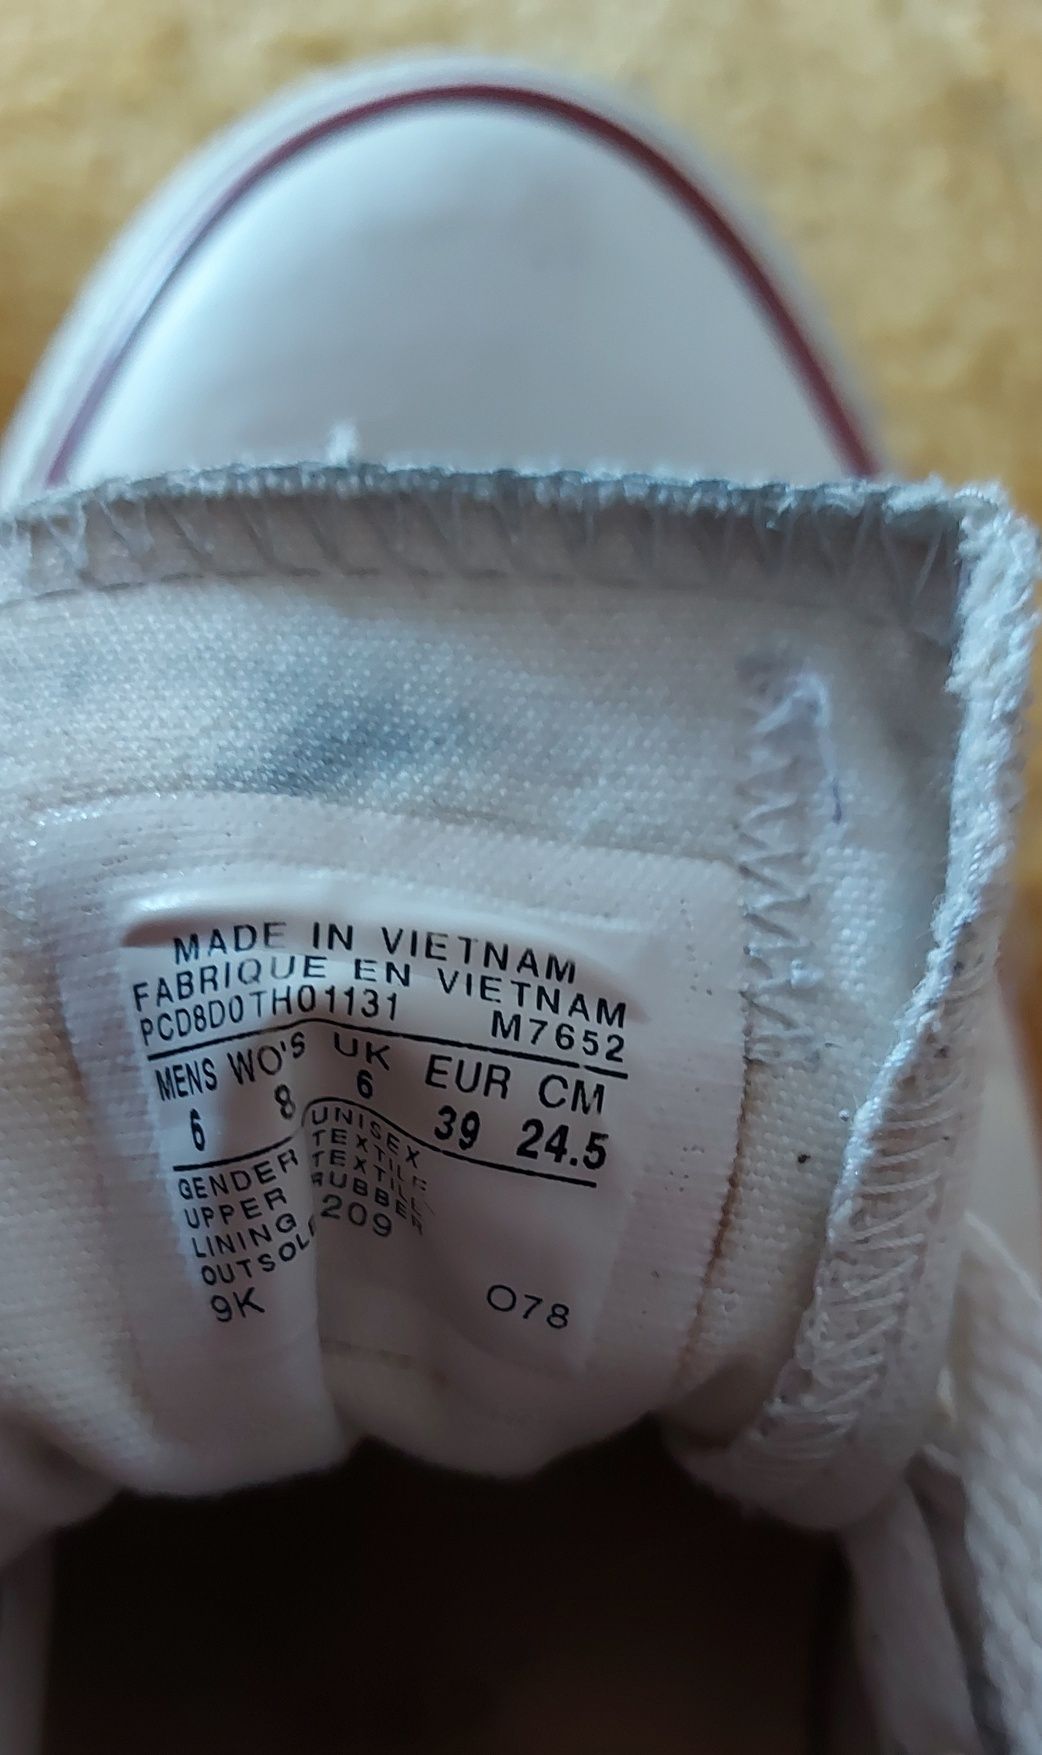 MADE IN VIETNAM
FABRIQUE EN VIETNAM
PCD8D0TH01131 M7652
MENS WO'S UK EUR CM
6 8 6 39 24.5
GENDER UNISEX
UPPER TEXTILE
LINING TEXTILE
OUTSOLE RUBBER
9K 209
O78